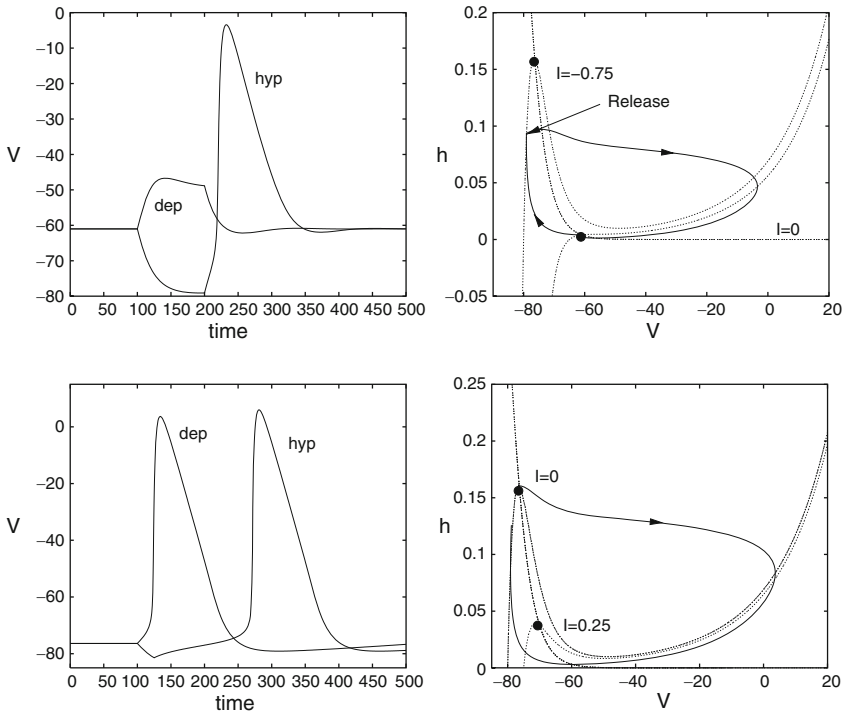 0
−10
−20
−30
−40
−50
−60
−70
−80
V
hyp
dep
0 50 100 150 200 250 300 350 400 450 500
time
0.2
0.15
0.1
0.05
0
−0.05
h
I=−0.75
Release
I=0
−80 −60 −40 −20 0 20
V
0
−20
−40
−60
−80
V
dep
hyp
0 50 100 150 200 250 300 350 400 450 500
time
0.25
0.2
0.15
0.1
0.05
0
h
I=0
I=0.25
−80 −60 −40 −20 0 20
V